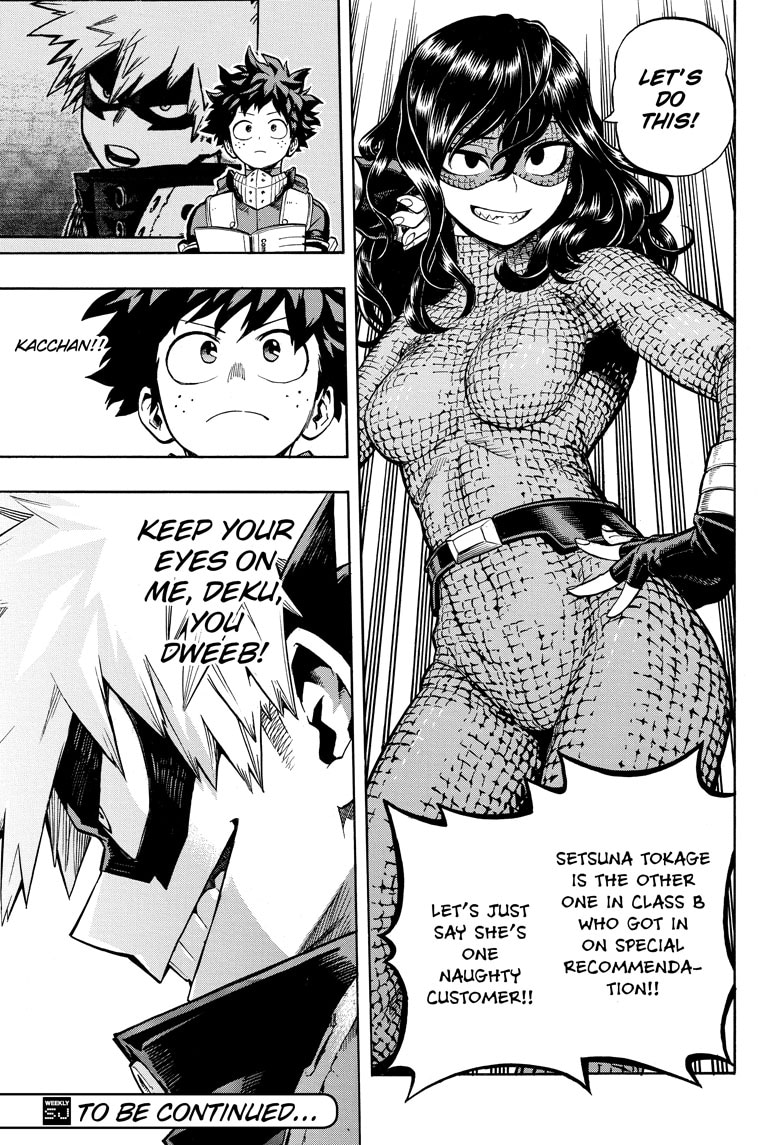 LET'S
DO
THIS!
SETSUNA TOKAGE
IS THE OTHER
ONE IN CLASS B
WHO GOT IN
ON SPECIAL
RECOMMENDA-
TION!!
LET'S JUST
SAY SHE'S
ONE
NAUGHTY
CUSTOMER!!
KACCHAN!!
KEEP YOUR
EYES ON
ME, DEKU,
YOU
DWEEB!
WEEKLY
SJ
TO BE CONTINUED...